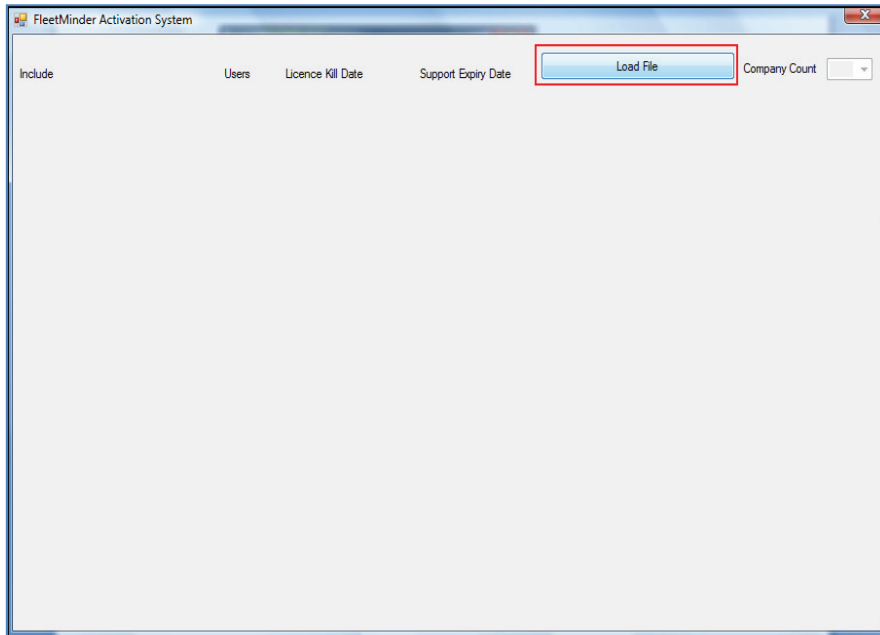 FleetMinder Activation System
Include Users Licence Kill Date Support Expiry Date Load File Company Count